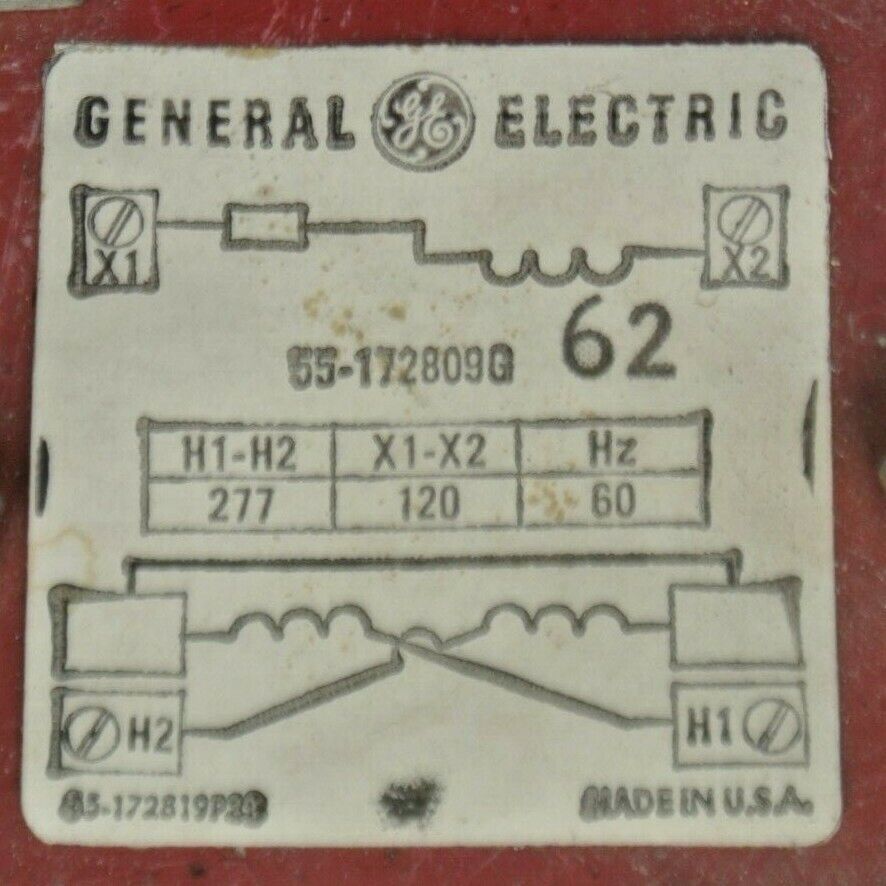 GENERAL GE ELECTRIC
X1 X2
55-172809G 62
H1-H2 X1-X2 Hz
277 120 60
H2 H1
MADE IN U.S.A.